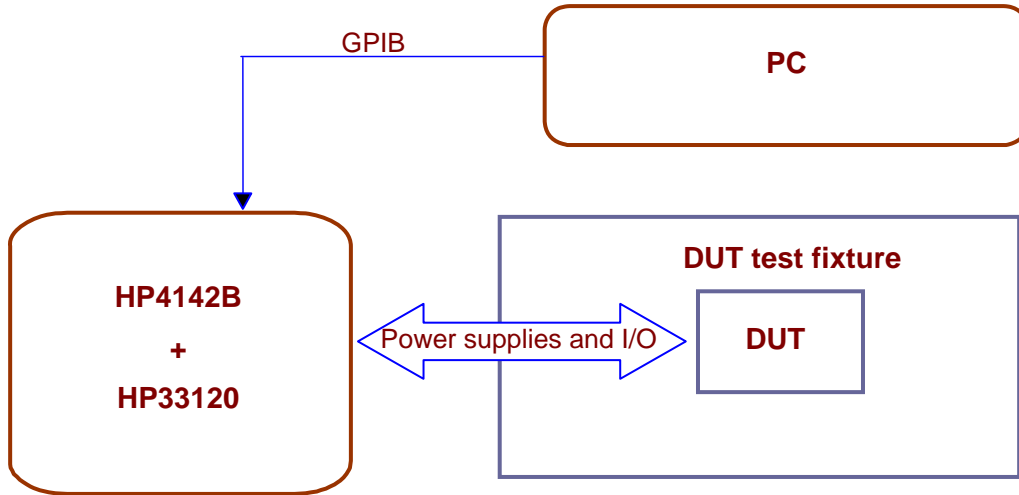 GPIB
PC
HP4142B
+
HP33120
Power supplies and I/O
DUT test fixture
DUT